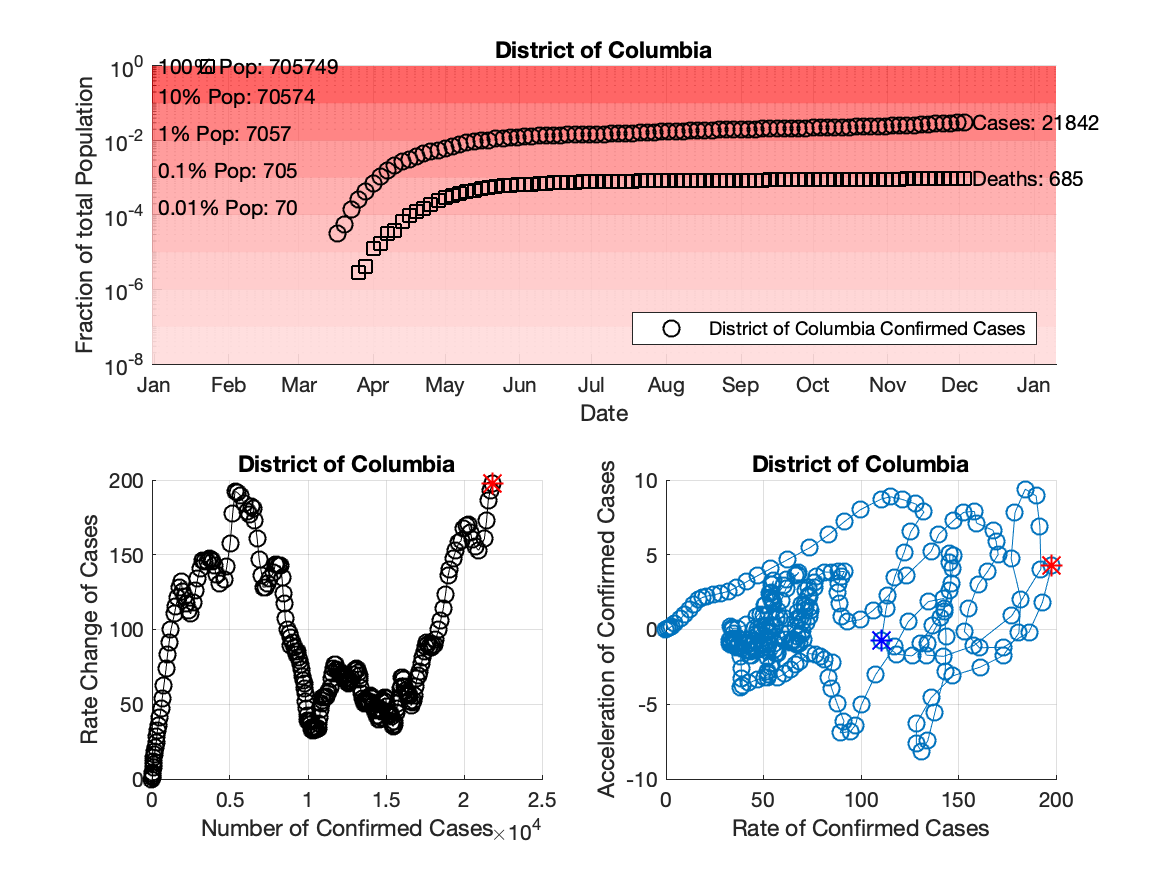 District of Columbia
Fraction of total Population
10^0
10^-2
10^-4
10^-6
10^-8
100% Pop: 705749
10% Pop: 70574
1% Pop: 7057
0.1% Pop: 705
0.01% Pop: 70
Cases: 21842
Deaths: 685
District of Columbia Confirmed Cases
Jan Feb Mar Apr May Jun Jul Aug Sep Oct Nov Dec Jan
Date
District of Columbia
Rate Change of Cases
200
150
100
50
0
0 0.5 1 1.5 2 2.5
Number of Confirmed Cases
×10^4
District of Columbia
Acceleration of Confirmed Cases
10
5
0
-5
-10
0 50 100 150 200
Rate of Confirmed Cases